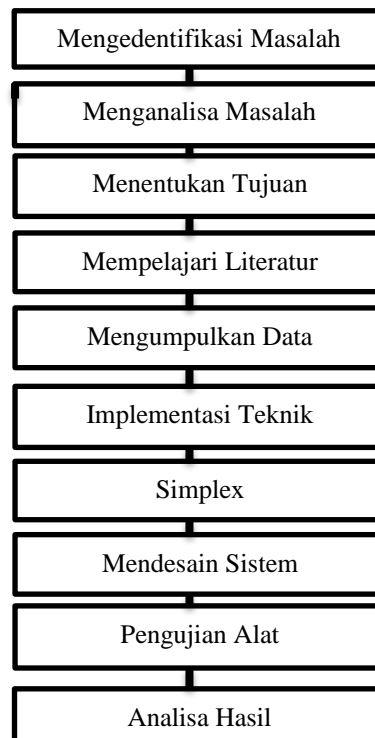 Mengedentifikasi Masalah
Menganalisa Masalah
Menentukan Tujuan
Mempelajari Literatur
Mengumpulkan Data
Implementasi Teknik
Simplex
Mendesain Sistem
Pengujian Alat
Analisa Hasil